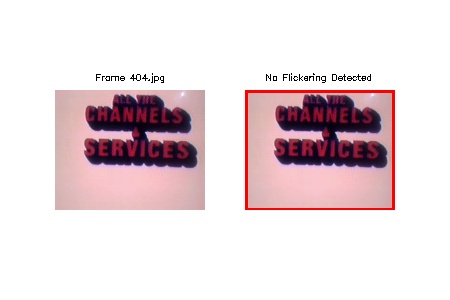 Frame 404.jpg
No Flickering Detected
ALL THE
CHANNELS
&
SERVICES
ALL THE
CHANNELS
&
SERVICES